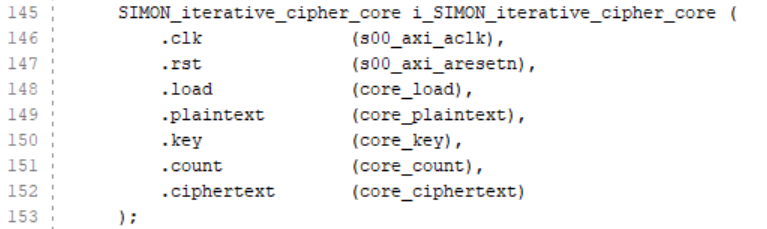 145 SIMON_iterative_cipher_core i_SIMON_iterative_cipher_core (
146 .clk (s00_axi_aclk),
147 .rst (s00_axi_aresetn),
148 .load (core_load),
149 .plaintext (core_plaintext),
150 .key (core_key),
151 .count (core_count),
152 .ciphertext (core_ciphertext)
153 );